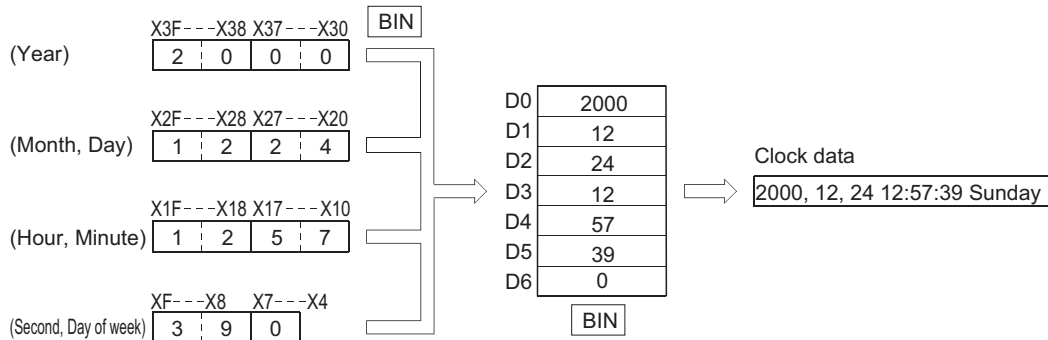 X3F---X38 X37---X30
BIN
(Year)
2 0 0 0
X2F---X28 X27---X20
(Month, Day)
1 2 2 4
X1F---X18 X17---X10
(Hour, Minute)
1 2 5 7
XF---X8 X7---X4
(Second, Day of week)
3 9 0
D0 2000
D1 12
D2 24
D3 12
D4 57
D5 39
D6 0
BIN
Clock data
2000, 12, 24 12:57:39 Sunday